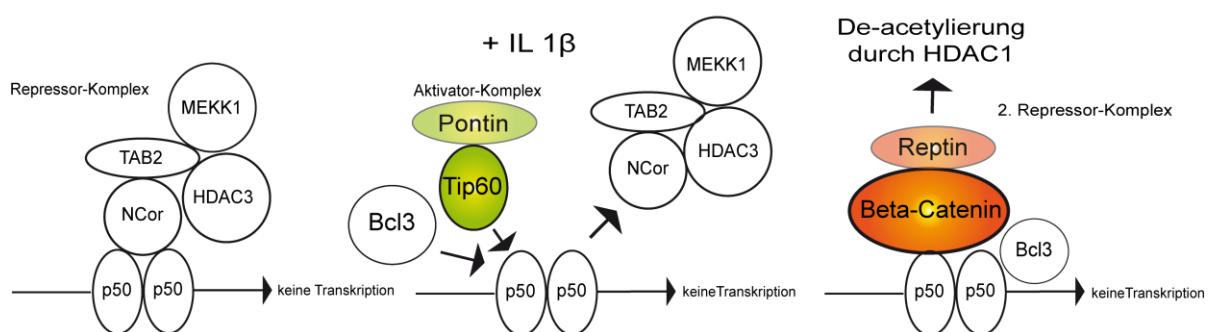 Repressor-Komplex
MEKK1
TAB2
HDAC3
NCor
p50 p50
keine Transkription
+ IL 1β
Aktivator-Komplex
Pontin
Tip60
Bcl3
MEKK1
TAB2
HDAC3
NCor
p50 p50
keineTranskription
De-acetylierung
durch HDAC1
2. Repressor-Komplex
Reptin
Beta-Catenin
Bcl3
p50 p50
keineTranskription